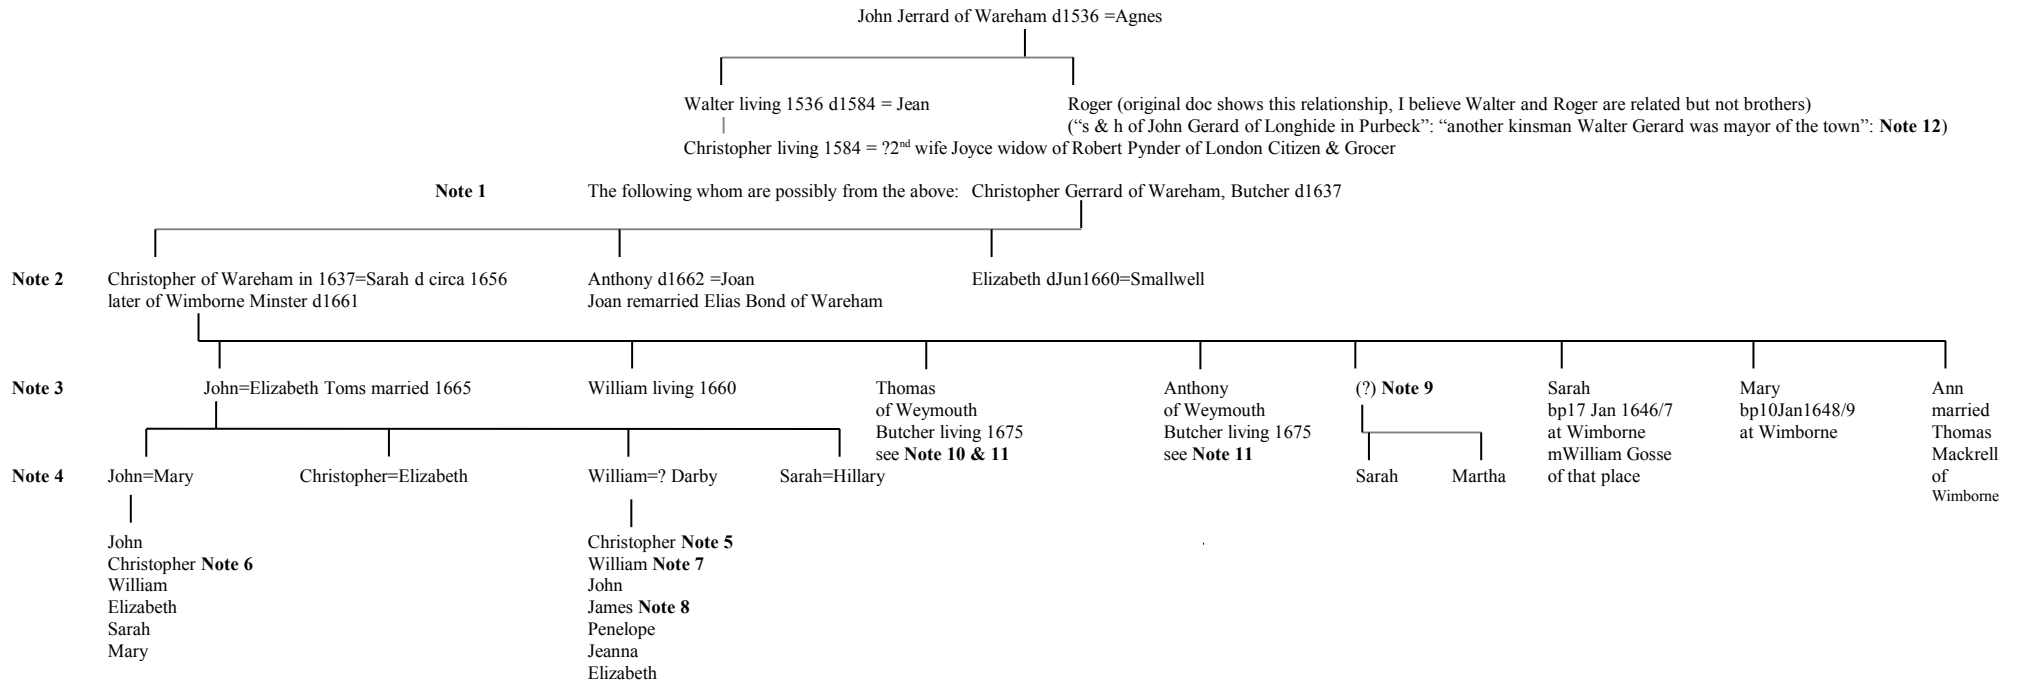 John Jerrard of Wareham d1536 =Agnes
Walter living 1536 d1584 = Jean
Roger (original doc shows this relationship, I believe Walter and Roger are related but not brothers)
(“s & h of John Gerard of Longhide in Purbeck”: “another kinsman Walter Gerard was mayor of the town”: Note 12)
Christopher living 1584 = ?2nd wife Joyce widow of Robert Pynder of London Citizen & Grocer
Note 1
The following whom are possibly from the above: Christopher Gerrard of Wareham, Butcher d1637
Note 2
Christopher of Wareham in 1637=Sarah d circa 1656
later of Wimborne Minster d1661
Anthony d1662 =Joan
Joan remarried Elias Bond of Wareham
Elizabeth dJun1660=Smallwell
Note 3
John=Elizabeth Toms married 1665
William living 1660
Thomas
of Weymouth
Butcher living 1675
see Note 10 & 11
Anthony
of Weymouth
Butcher living 1675
see Note 11
(?) Note 9
Sarah
bp17 Jan 1646/7
at Wimborne
mWilliam Gosse
of that place
Mary
bp10Jan1648/9
at Wimborne
Ann
married
Thomas
Mackrell
of
Wimborne
Note 4
John=Mary
Christopher=Elizabeth
William=? Darby
Sarah=Hillary
Sarah
Martha
John
Christopher Note 6
William
Elizabeth
Sarah
Mary
Christopher Note 5
William Note 7
John
James Note 8
Penelope
Jeanna
Elizabeth